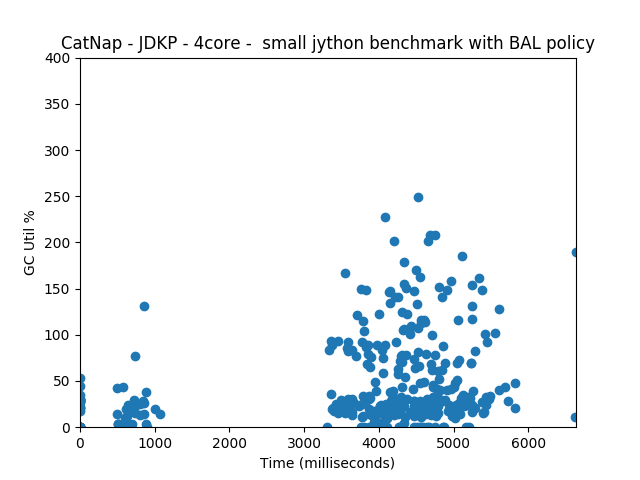 CatNap - JDKP - 4core -  small jython benchmark with BAL policy
400
350
300
250
200
150
100
50
0
GC Util %
0 1000 2000 3000 4000 5000 6000
Time (milliseconds)